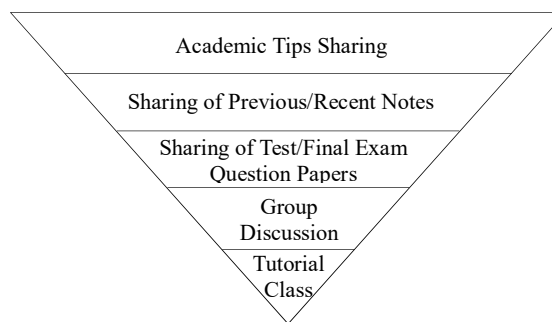 Academic Tips Sharing
Sharing of Previous/Recent Notes
Sharing of Test/Final Exam
Question Papers
Group
Discussion
Tutorial
Class